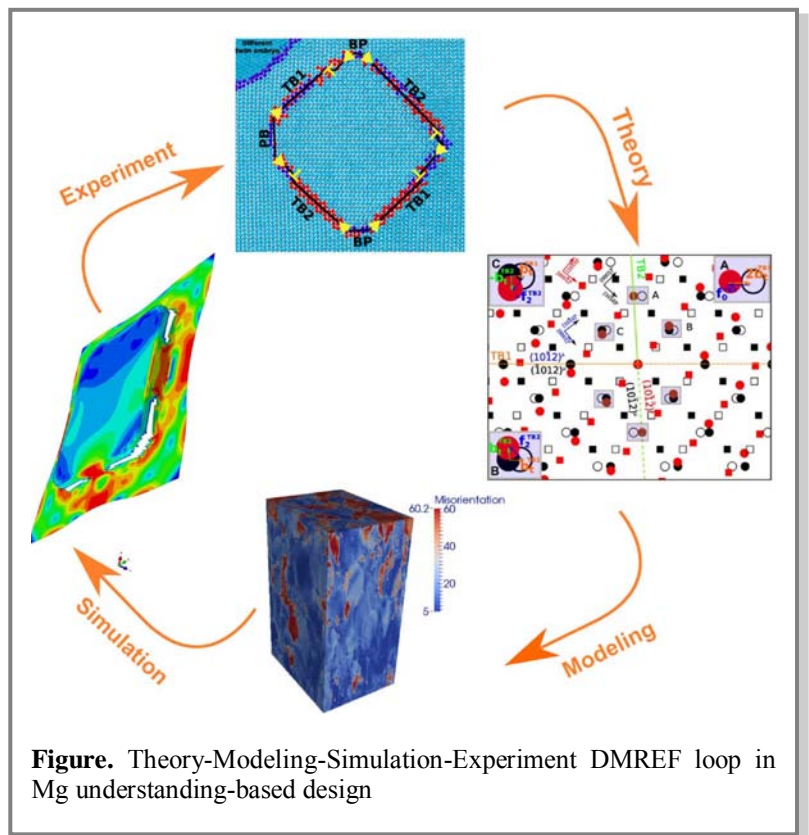 Different
twin embryo
BP
TB1
TB2
PB
TB2
TB1
BP
Experiment
Theory
C
A
B
TB2
A
C
B
TB1
Misorientation
60.2
60
40
20
5
Simulation
Modeling
Figure. Theory-Modeling-Simulation-Experiment DMREF loop in
Mg understanding-based design